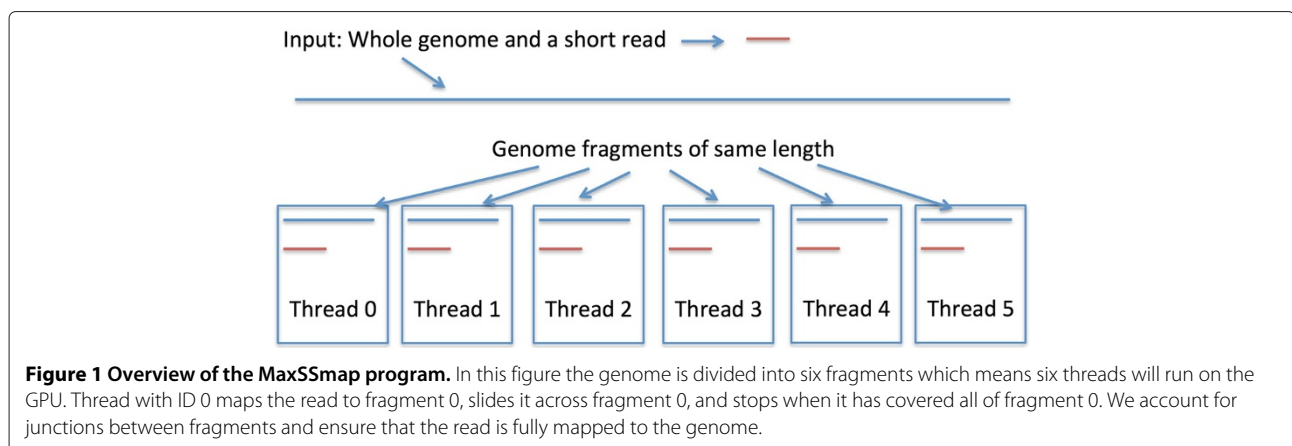 Input: Whole genome and a short read
Genome fragments of same length
Thread 0 Thread 1 Thread 2 Thread 3 Thread 4 Thread 5
Figure 1 Overview of the MaxSSmap program. In this figure the genome is divided into six fragments which means six threads will run on the
GPU. Thread with ID 0 maps the read to fragment 0, slides it across fragment 0, and stops when it has covered all of fragment 0. We account for
junctions between fragments and ensure that the read is fully mapped to the genome.